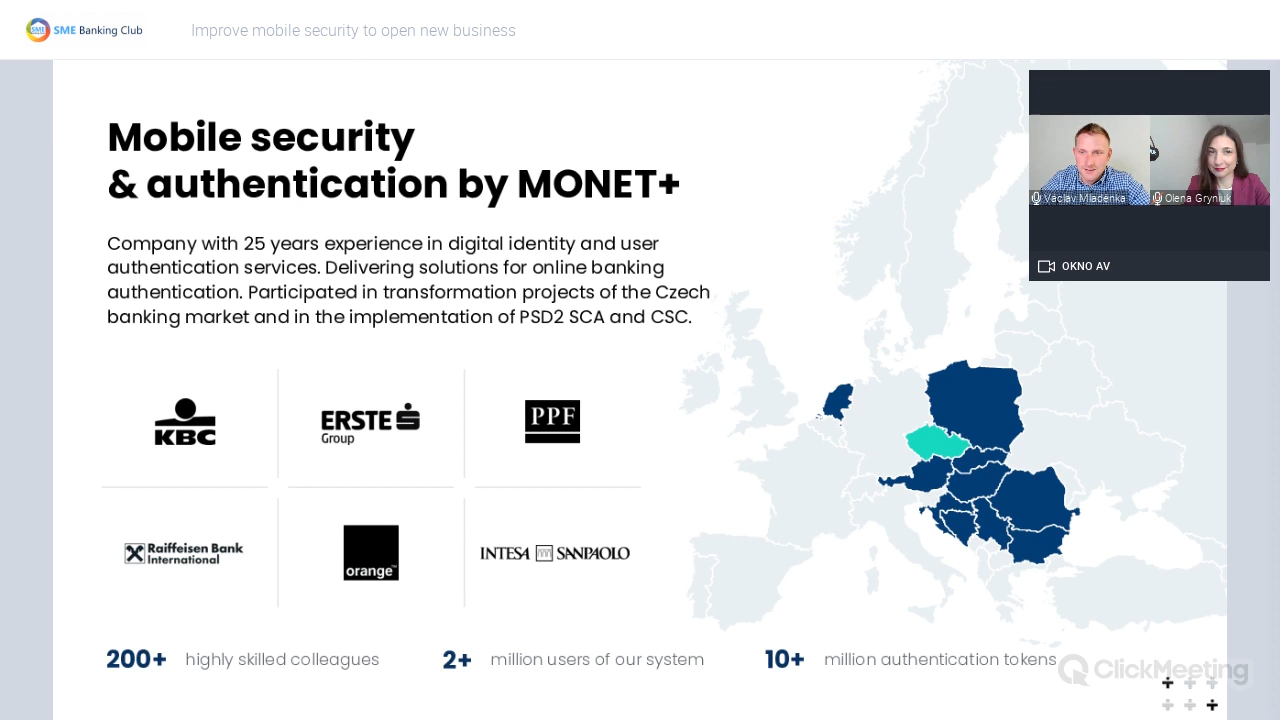 SME
SME Banking Club
Improve mobile security to open new business
Mobile security
& authentication by MONET+
Company with 25 years experience in digital identity and user
authentication services. Delivering solutions for online banking
authentication. Participated in transformation projects of the Czech
banking market and in the implementation of PSD2 SCA and CSC.
Václav Mladěnka
Olena Gryniuk
OKNO AV
KBC
ERSTE
Group
PPF
Raiffeisen Bank
International
orange™
INTESA SANPAOLO
200+ highly skilled colleagues
2+ million users of our system
10+ million authentication tokens
ClickMeeting